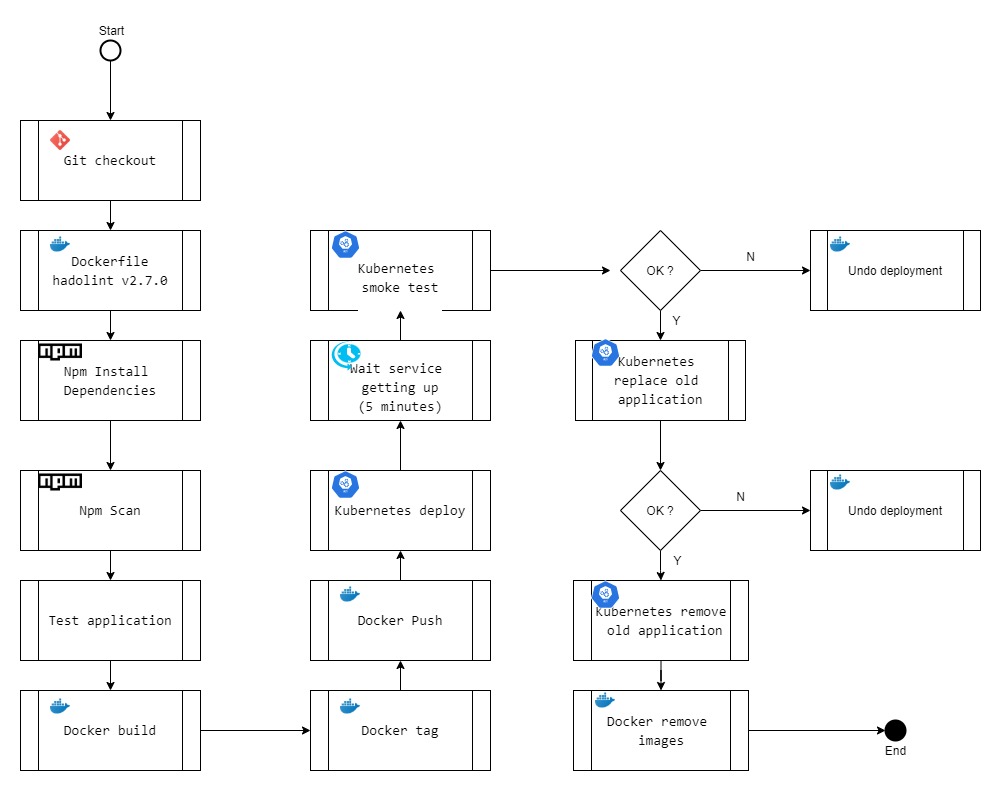 Start
Git checkout
Dockerfile
hadolint v2.7.0
npm
Npm Install
Dependencies
npm
Npm Scan
Test application
Docker build
Kubernetes
smoke test
Wait service
getting up
(5 minutes)
Kubernetes deploy
Docker Push
Docker tag
OK ?
N
Undo deployment
Y
Kubernetes
replace old
application
OK ?
N
Undo deployment
Y
Kubernetes remove
old application
Docker remove
images
End